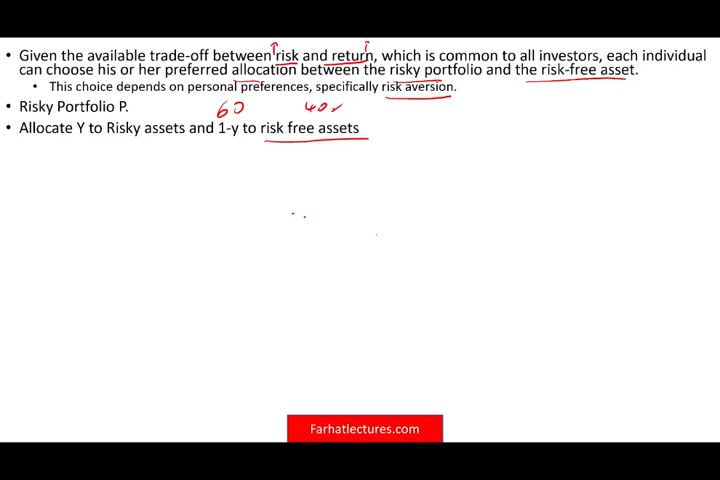 • Given the available trade-off between risk and return, which is common to all investors, each individual
can choose his or her preferred allocation between the risky portfolio and the risk-free asset.
• This choice depends on personal preferences, specifically risk aversion.
• Risky Portfolio P.
60 40%
• Allocate Y to Risky assets and 1-y to risk free assets
Farhatlectures.com